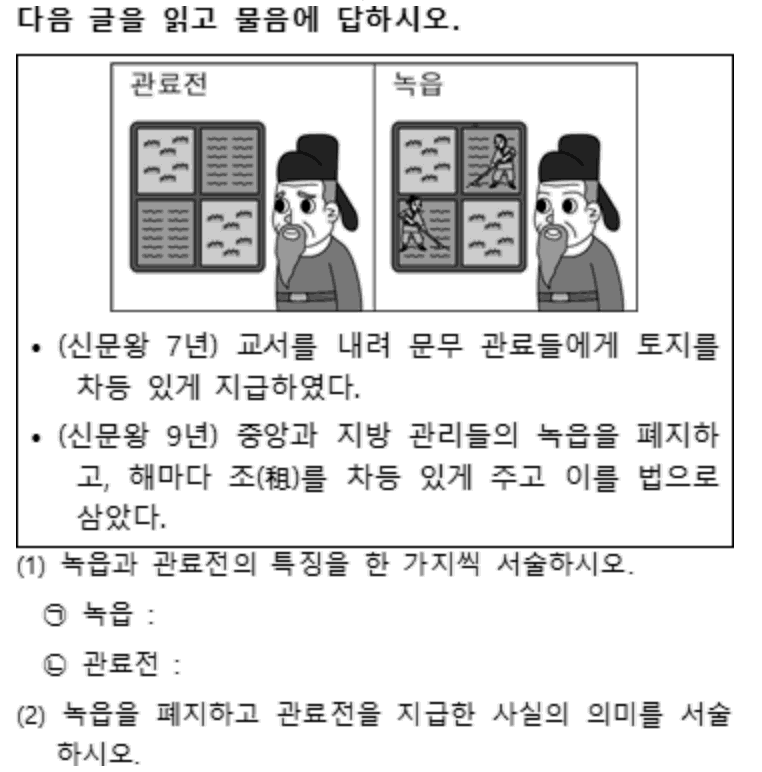 다음 글을 읽고 물음에 답하시오.
관료전
녹읍
• (신문왕 7년) 교서를 내려 문무 관료들에게 토지를
차등 있게 지급하였다.
• (신문왕 9년) 중앙과 지방 관리들의 녹읍을 폐지하
고, 해마다 조(租)를 차등 있게 주고 이를 법으로
삼았다.
(1) 녹읍과 관료전의 특징을 한 가지씩 서술하시오.
㉠ 녹읍 :
㉡ 관료전 :
(2) 녹읍을 폐지하고 관료전을 지급한 사실의 의미를 서술
하시오.